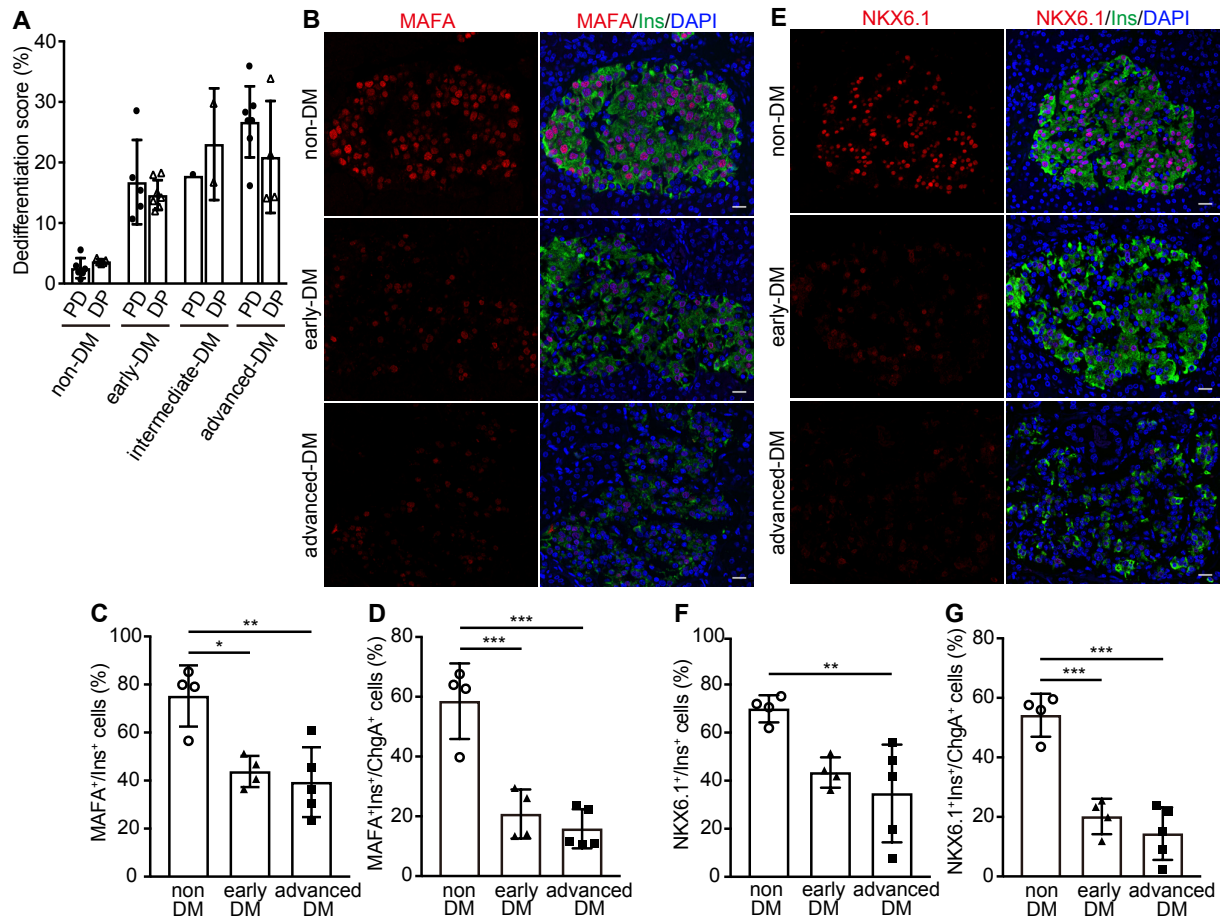 A
Dedifferentiation score (%)
40
30
20
10
0
PD
DP
PD
DP
PD
DP
PD
DP
non-DM
early-DM
intermediate-DM
advanced-DM
B
MAFA
MAFA/Ins/DAPI
non-DM
early-DM
advanced-DM
E
NKX6.1
NKX6.1/Ins/DAPI
non-DM
early-DM
advanced-DM
C
MAFA⁺/Ins⁺ cells (%)
100
80
60
40
20
0
*
**
non DM
early DM
advanced DM
D
MAFA⁺Ins⁺/ChgA⁺ cells (%)
80
60
40
20
0
***
***
non DM
early DM
advanced DM
F
NKX6.1⁺/Ins⁺ cells (%)
100
80
60
40
20
0
**
non DM
early DM
advanced DM
G
NKX6.1⁺Ins⁺/ChgA⁺ cells (%)
80
60
40
20
0
***
***
non DM
early DM
advanced DM